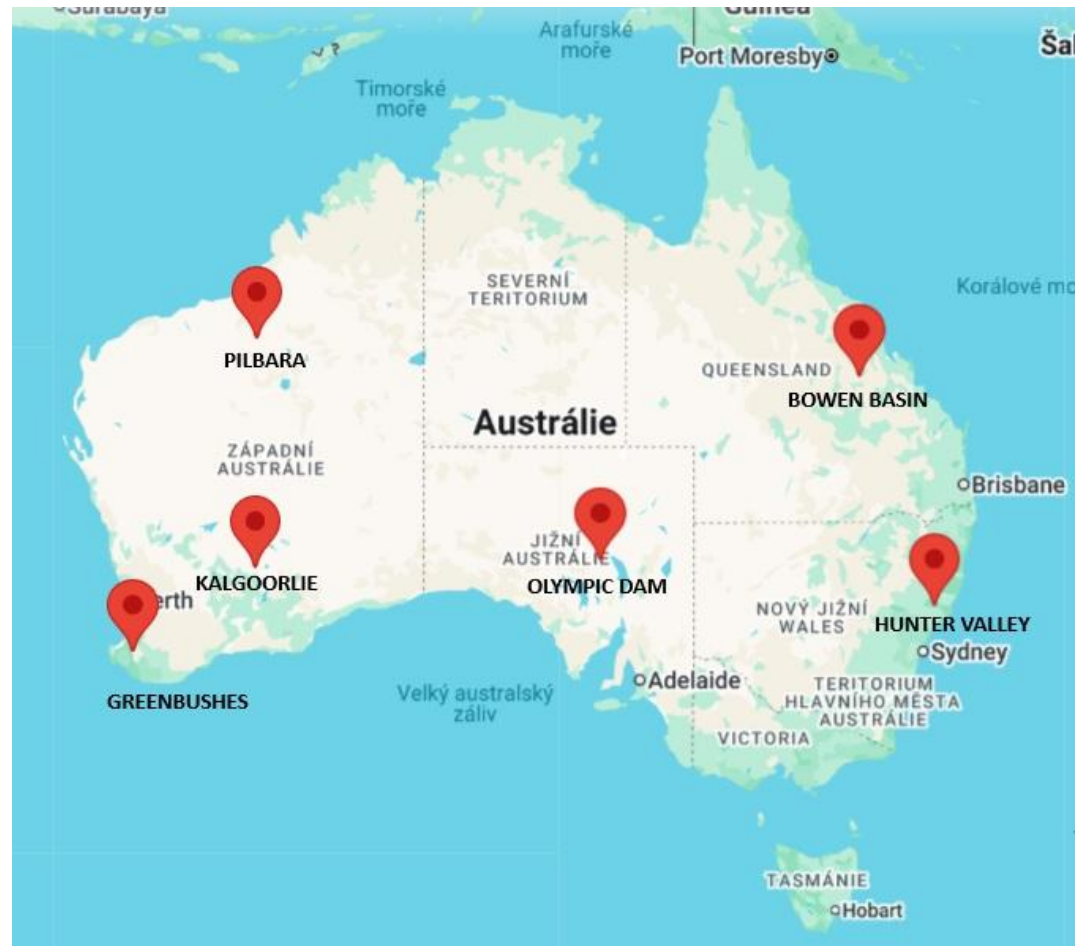 Surabaya
Guinea
Arafurské
moře
Port Moresby
Timorské
moře
SEVERNÍ
TERITORIUM
Korálové mo
PILBARA
QUEENSLAND
BOWEN BASIN
Austrálie
ZÁPADNÍ
AUSTRÁLIE
Brisbane
JIŽNÍ
AUSTRÁLIE
KALGOORLIE
OLYMPIC DAM
erth
NOVÝ JIŽNÍ
WALES
HUNTER VALLEY
Sydney
GREENBUSHES
Velký australský
záliv
Adelaide
TERITORIUM
HLAVNÍHO MĚSTA
AUSTRÁLIE
VICTORIA
TASMÁNIE
Hobart